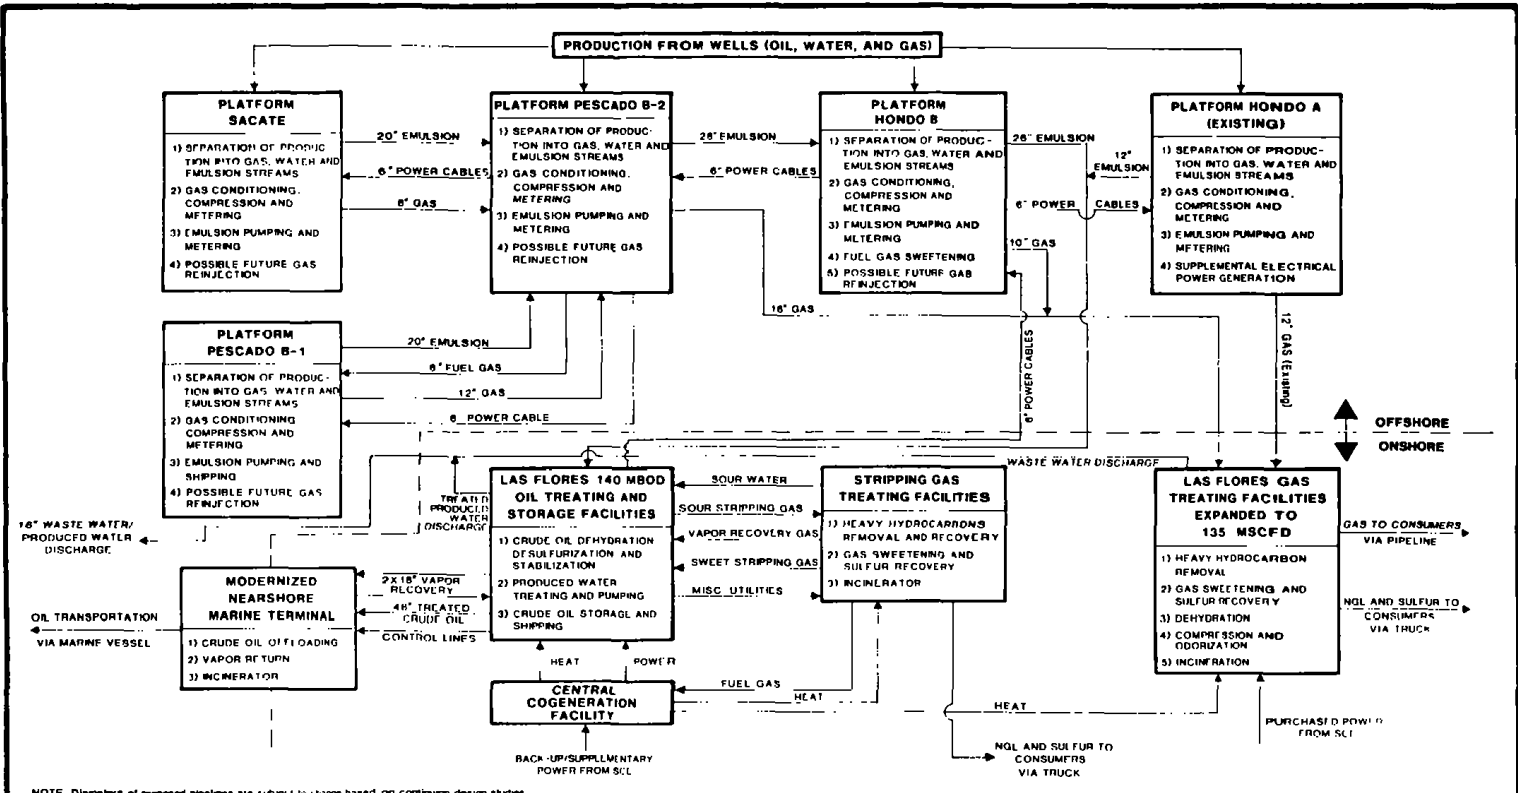 PRODUCTION FROM WELLS (OIL, WATER, AND GAS)
PLATFORM
SACATE
1) SEPARATION OF PRODUC-
TION INTO GAS, WATER AND
EMULSION STREAMS
2) GAS CONDITIONING,
COMPRESSION AND
METERING
3) EMULSION PUMPING AND
METERING
4) POSSIBLE FUTURE GAS
REINJECTION
20" EMULSION
6" POWER CABLES
8" GAS
PLATFORM PESCADO B-2
1) SEPARATION OF PRODUC-
TION INTO GAS, WATER AND
EMULSION STREAMS
2) GAS CONDITIONING,
COMPRESSION AND
METERING
3) EMULSION PUMPING AND
METERING
4) POSSIBLE FUTURE GAS
REINJECTION
26" EMULSION
6" POWER CABLES
16" GAS
PLATFORM
HONDO B
1) SEPARATION OF PRODUC-
TION INTO GAS, WATER AND
EMULSION STREAMS
2) GAS CONDITIONING,
COMPRESSION AND
METERING
3) EMULSION PUMPING AND
METERING
4) FUEL GAS SWEETENING
5) POSSIBLE FUTURE GAS
REINJECTION
26" EMULSION
12"
EMULSION
6" POWER CABLES
10" GAS
6" POWER CABLES
PLATFORM HONDO A
(EXISTING)
1) SEPARATION OF PRODUC-
TION INTO GAS, WATER AND
EMULSION STREAMS
2) GAS CONDITIONING,
COMPRESSION AND
METERING
3) EMULSION PUMPING AND
METERING
4) SUPPLEMENTAL ELECTRICAL
POWER GENERATION
12" GAS (Existing)
PLATFORM
PESCADO B-1
1) SEPARATION OF PRODUC-
TION INTO GAS, WATER AND
EMULSION STREAMS
2) GAS CONDITIONING
COMPRESSION AND
METERING
3) EMULSION PUMPING AND
SHIPPING
4) POSSIBLE FUTURE GAS
REINJECTION
20" EMULSION
6" FUEL GAS
12" GAS
6 POWER CABLE
OFFSHORE
ONSHORE
WASTE WATER DISCHARGE
TREATED
PRODUCED
WATER
DISCHARGE
18" WASTE WATER/
PRODUCED WATER
DISCHARGE
LAS FLORES 140 MBOD
OIL TREATING AND
STORAGE FACILITIES
1) CRUDE OIL DEHYDRATION
DESULFURIZATION AND
STABILIZATION
2) PRODUCED WATER
TREATING AND PUMPING
3) CRUDE OIL STORAGE AND
SHIPPING
SOUR WATER
SOUR STRIPPING GAS
VAPOR RECOVERY GAS
SWEET STRIPPING GAS
MISC. UTILITIES
STRIPPING GAS
TREATING FACILITIES
1) HEAVY HYDROCARBONS
REMOVAL AND RECOVERY
2) GAS SWEETENING AND
SULFUR RECOVERY
3) INCINERATOR
LAS FLORES GAS
TREATING FACILITIES
EXPANDED TO
135 MSCFD
1) HEAVY HYDROCARBON
REMOVAL
2) GAS SWEETENING AND
SULFUR RECOVERY
3) DEHYDRATION
4) COMPRESSION AND
ODORIZATION
5) INCINERATION
GAS TO CONSUMERS
VIA PIPELINE
NGL AND SULFUR TO
CONSUMERS
VIA TRUCK
MODERNIZED
NEARSHORE
MARINE TERMINAL
1) CRUDE OIL OFFLOADING
2) VAPOR RETURN
3) INCINERATOR
OIL TRANSPORTATION
VIA MARINE VESSEL
2X18" VAPOR
RECOVERY
48" TREATED
CRUDE OIL
CONTROL LINES
HEAT
POWER
CENTRAL
COGENERATION
FACILITY
FUEL GAS
HEAT
HEAT
BACK-UP/SUPPLEMENTARY
POWER FROM SCE
NGL AND SULFUR TO
CONSUMERS
VIA TRUCK
PURCHASED POWER
FROM SCE